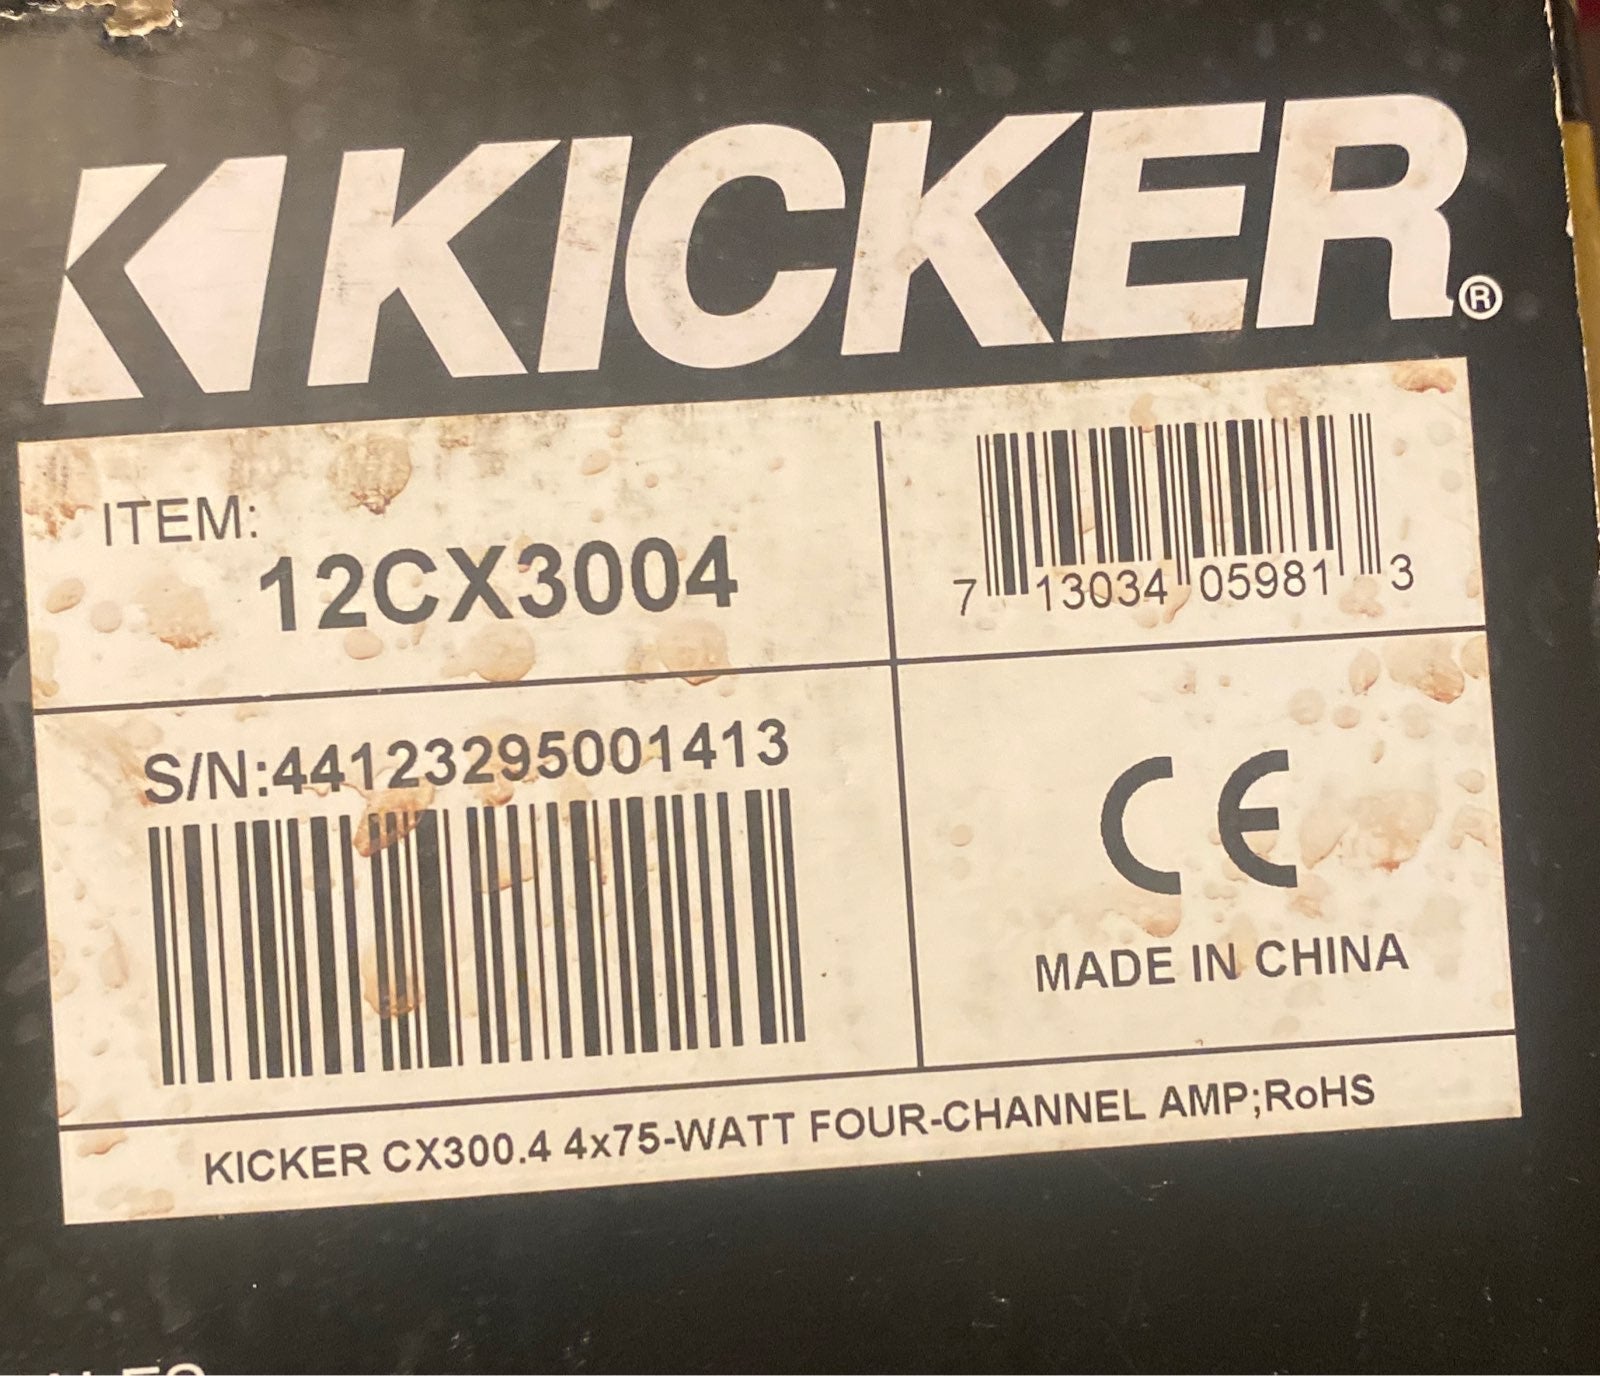 KICKER®
ITEM:
12CX3004
7 13034 05981 3
S/N:44123295001413
CE
MADE IN CHINA
KICKER CX300.4 4x75-WATT FOUR-CHANNEL AMP;RoHS